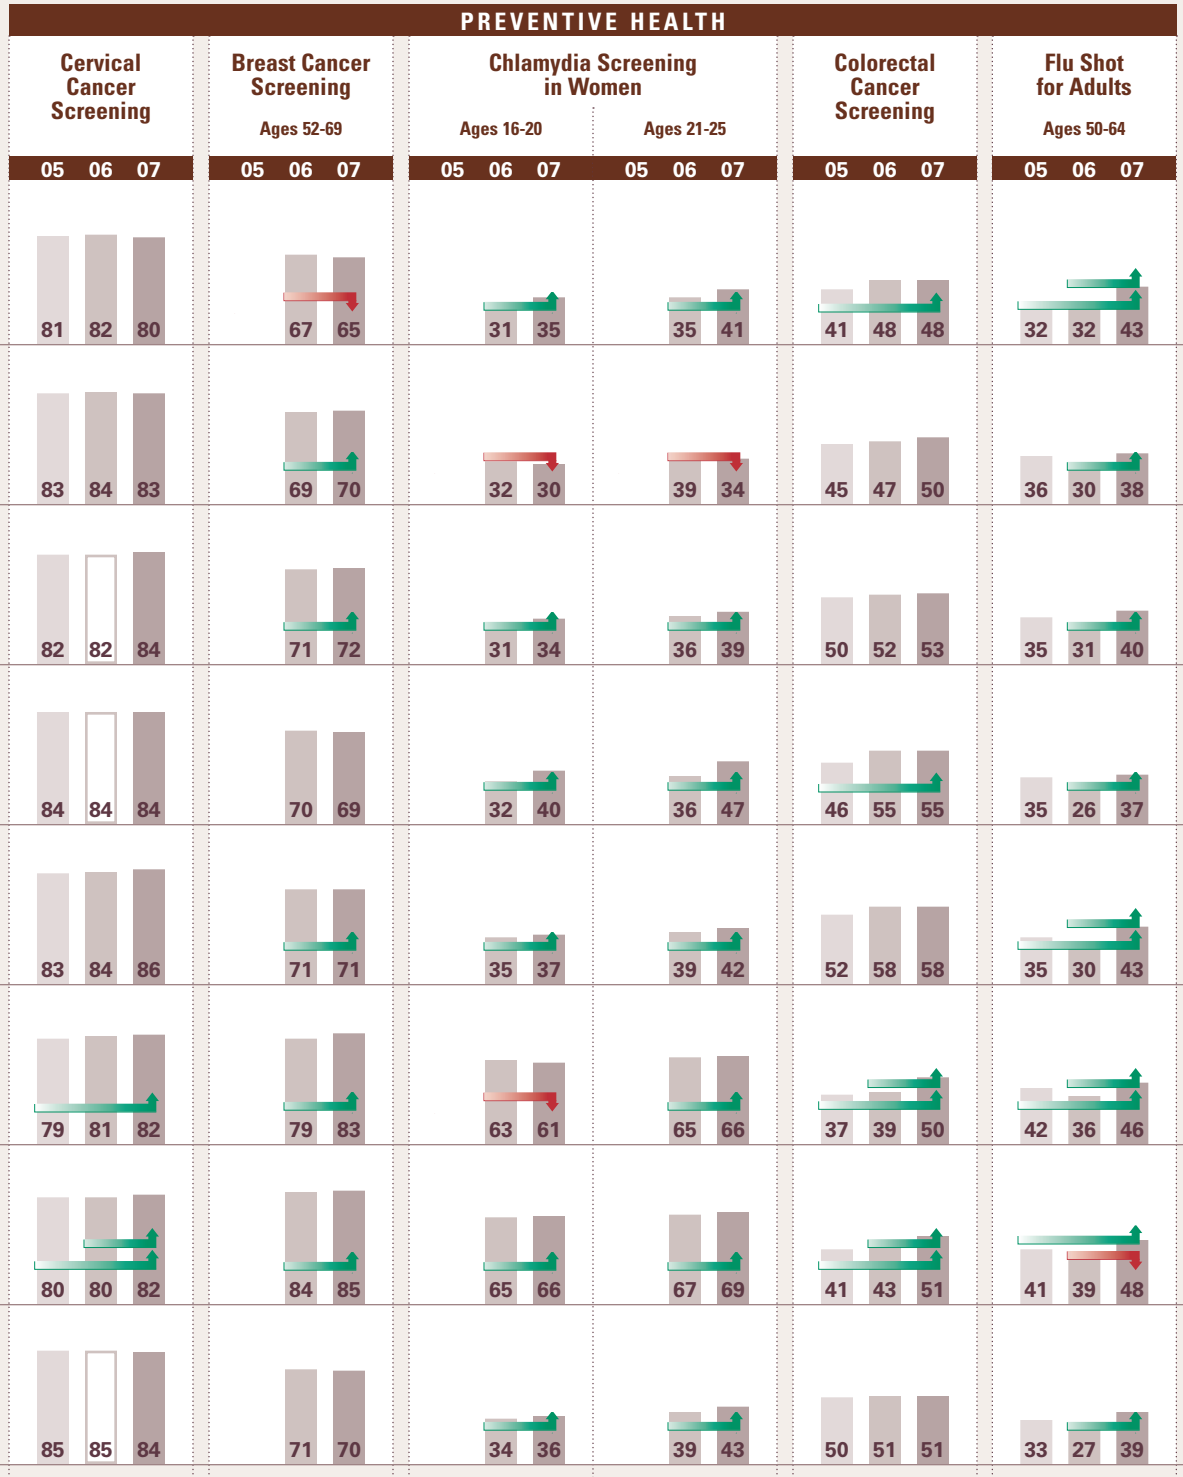 PREVENTIVE HEALTH
Cervical
Cancer
Screening
Breast Cancer
Screening
Ages 52-69
Chlamydia Screening
in Women
Ages 16-20
Ages 21-25
Colorectal
Cancer
Screening
Flu Shot
for Adults
Ages 50-64
05 06 07 05 06 07 05 06 07 05 06 07 05 06 07 05 06 07
81 82 80 67 65 31 35 35 41 41 48 48 32 32 43
83 84 83 69 70 32 30 39 34 45 47 50 36 30 38
82 82 84 71 72 31 34 36 39 50 52 53 35 31 40
84 84 84 70 69 32 40 36 47 46 55 55 35 26 37
83 84 86 71 71 35 37 39 42 52 58 58 35 30 43
79 81 82 79 83 63 61 65 66 37 39 50 42 36 46
80 80 82 84 85 65 66 67 69 41 43 51 41 39 48
85 85 84 71 70 34 36 39 43 50 51 51 33 27 39